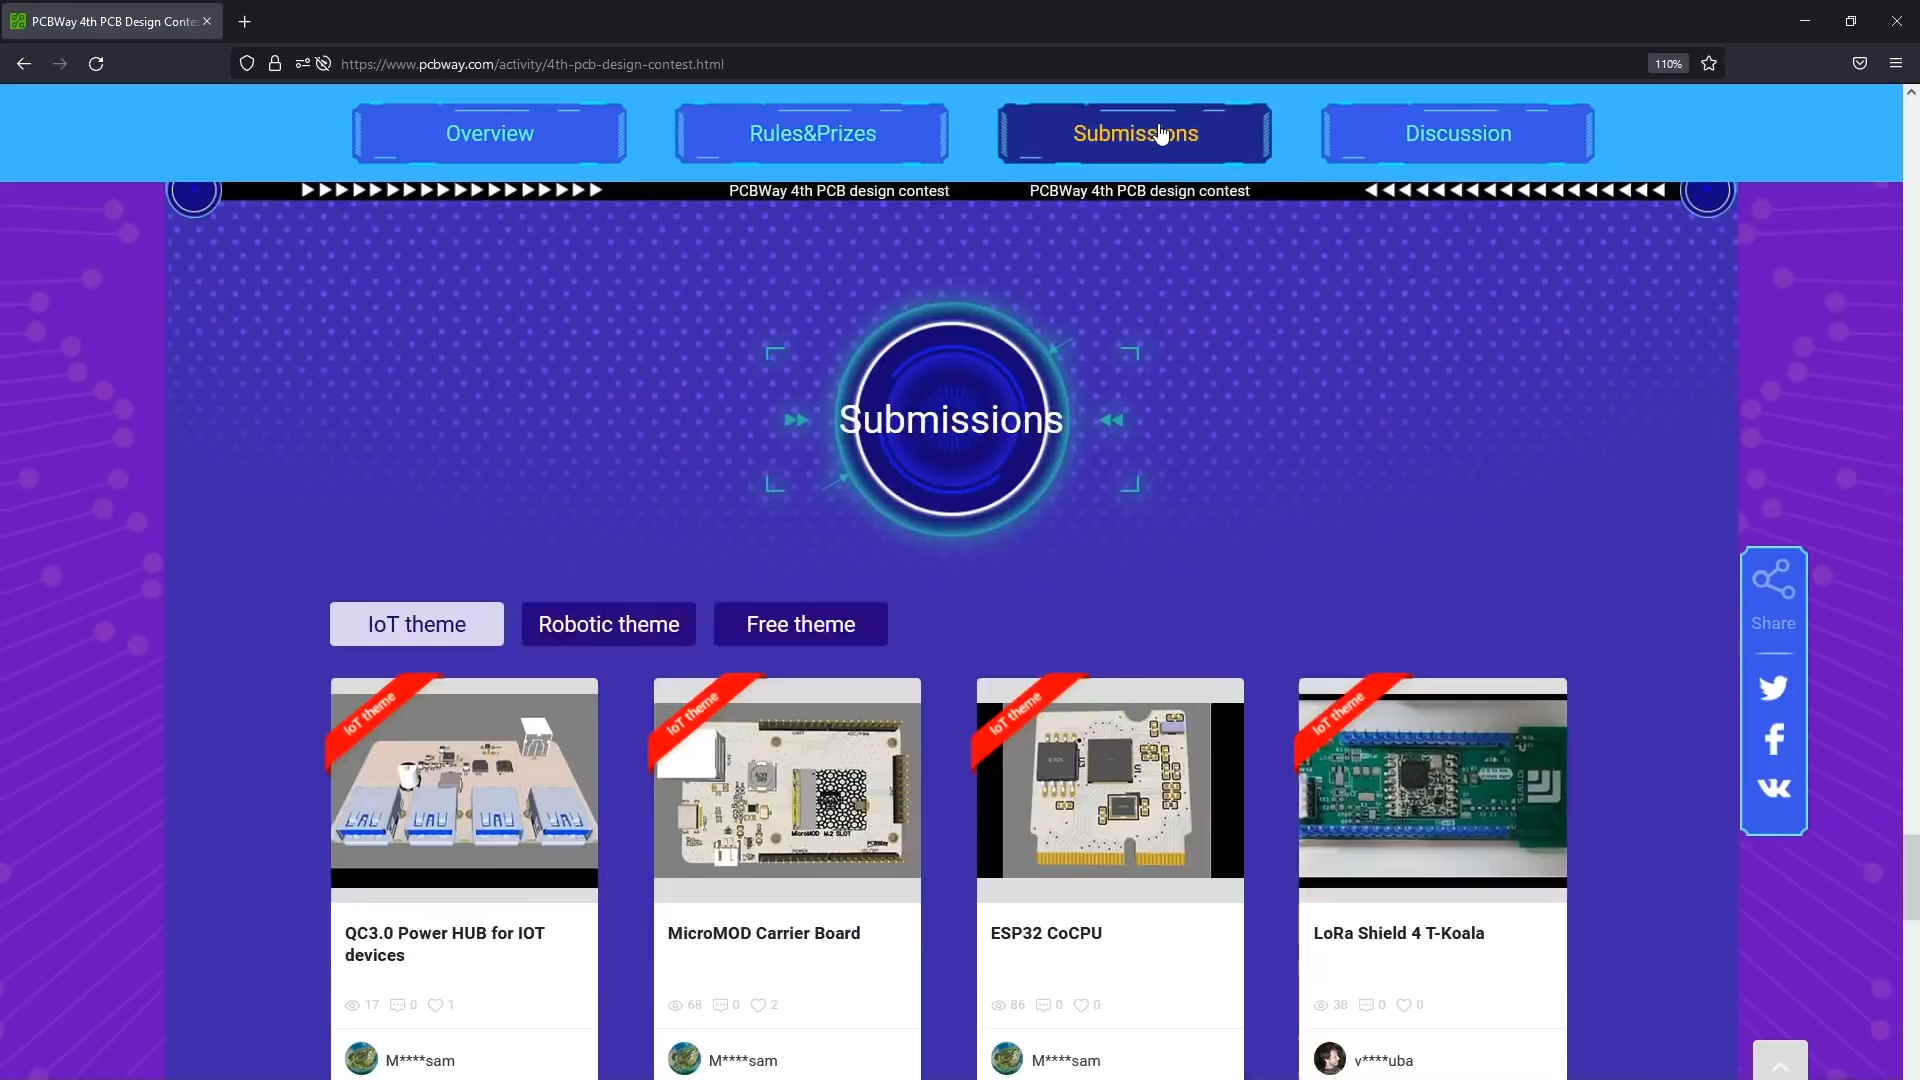 PCBWay 4th PCB Design Conte
https://www.pcbway.com/activity/4th-pcb-design-contest.html
110%
Overview
Rules&Prizes
Submissions
Discussion
PCBWay 4th PCB design contest
PCBWay 4th PCB design contest
Submissions
IoT theme
Robotic theme
Free theme
Share
IoT theme
IoT theme
IoT theme
IoT theme
MicroMOD M.2 SLOT
PCBWay
QC3.0 Power HUB for IOT
devices
MicroMOD Carrier Board
ESP32 CoCPU
LoRa Shield 4 T-Koala
17 0 1
68 0 2
86 0 0
38 0 0
M****sam
M****sam
M****sam
v****uba